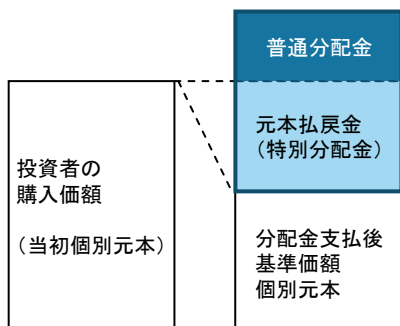 普通分配金
元本払戻金
（特別分配金）
投資者の
購入価額
（当初個別元本）
分配金支払後
基準価額
個別元本